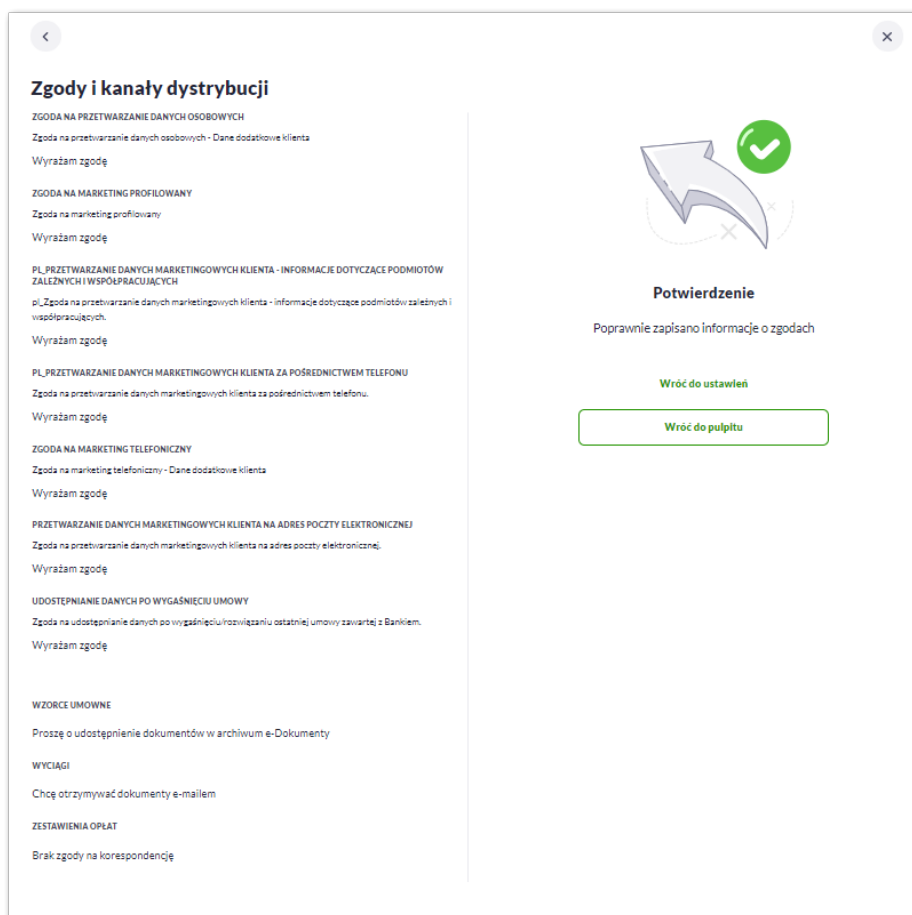 Zgody i kanały dystrybucji
ZGODA NA PRZETWARZANIE DANYCH OSOBOWYCH
Zgoda na przetwarzanie danych osobowych - Dane dodatkowe klienta
Wyrażam zgodę
ZGODA NA MARKETING PROFILOWANY
Zgoda na marketing profilowany
Wyrażam zgodę
PL_PRZETWARZANIE DANYCH MARKETINGOWYCH KLIENTA - INFORMACJE DOTYCZĄCE PODMIOTÓW
ZALEŻNYCH I WSPÓŁPRACUJĄCYCH
pl_Zgoda na przetwarzanie danych marketingowych klienta - informacje dotyczące podmiotów zależnych i
współpracujących.
Wyrażam zgodę
PL_PRZETWARZANIE DANYCH MARKETINGOWYCH KLIENTA ZA POŚREDNICTWEM TELEFONU
Zgoda na przetwarzanie danych marketingowych klienta za pośrednictwem telefonu.
Wyrażam zgodę
ZGODA NA MARKETING TELEFONICZNY
Zgoda na marketing telefoniczny - Dane dodatkowe klienta
Wyrażam zgodę
PRZETWARZANIE DANYCH MARKETINGOWYCH KLIENTA NA ADRES POCZTY ELEKTRONICZNEJ
Zgoda na przetwarzanie danych marketingowych klienta na adres poczty elektronicznej.
Wyrażam zgodę
UDOSTĘPNIANIE DANYCH PO WYGAŚNIĘCIU UMOWY
Zgoda na udostępnianie danych po wygaśnięciu/rozwiązaniu ostatniej umowy zawartej z Bankiem.
Wyrażam zgodę
WZORCE UMOWNE
Proszę o udostępnienie dokumentów w archiwum e-Dokumenty
WYCIĄGI
Chcę otrzymywać dokumenty e-mailem
ZESTAWIENIA OPŁAT
Brak zgody na korespondencję
Potwierdzenie
Poprawnie zapisano informacje o zgodach
Wróć do ustawień
Wróć do pulpitu